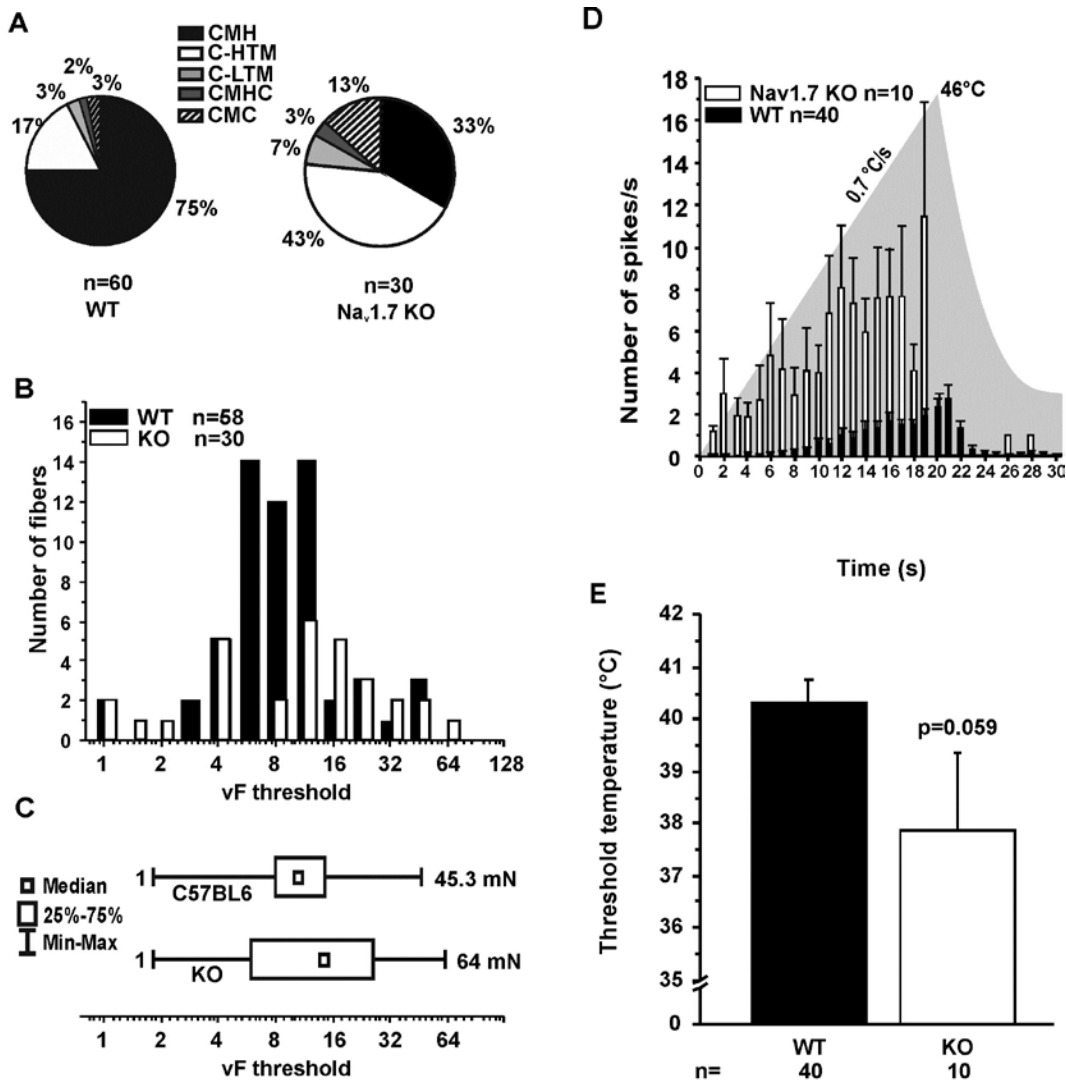 A
CMH
C-HTM
C-LTM
CMHC
CMC
2%
3%
3%
17%
75%
n=60
WT
13%
3%
7%
33%
43%
n=30
Nav1.7 KO
B
WT n=58
KO n=30
Number of fibers
16
14
12
10
8
6
4
2
0
1 2 4 8 16 32 64 128
vF threshold
C
Median
25%-75%
Min-Max
1
C57BL6
45.3 mN
1
KO
64 mN
1 2 4 8 16 32 64 128
vF threshold
D
Nav1.7 KO n=10
WT n=40
46°C
0.7 °C/s
Number of spikes/s
18
16
14
12
10
8
6
4
2
0
0 2 4 6 8 10 12 14 16 18 20 22 24 26 28 30
Time (s)
E
Threshold temperature (°C)
42
41
40
39
38
37
36
35
0
p=0.059
WT KO
n= 40 10